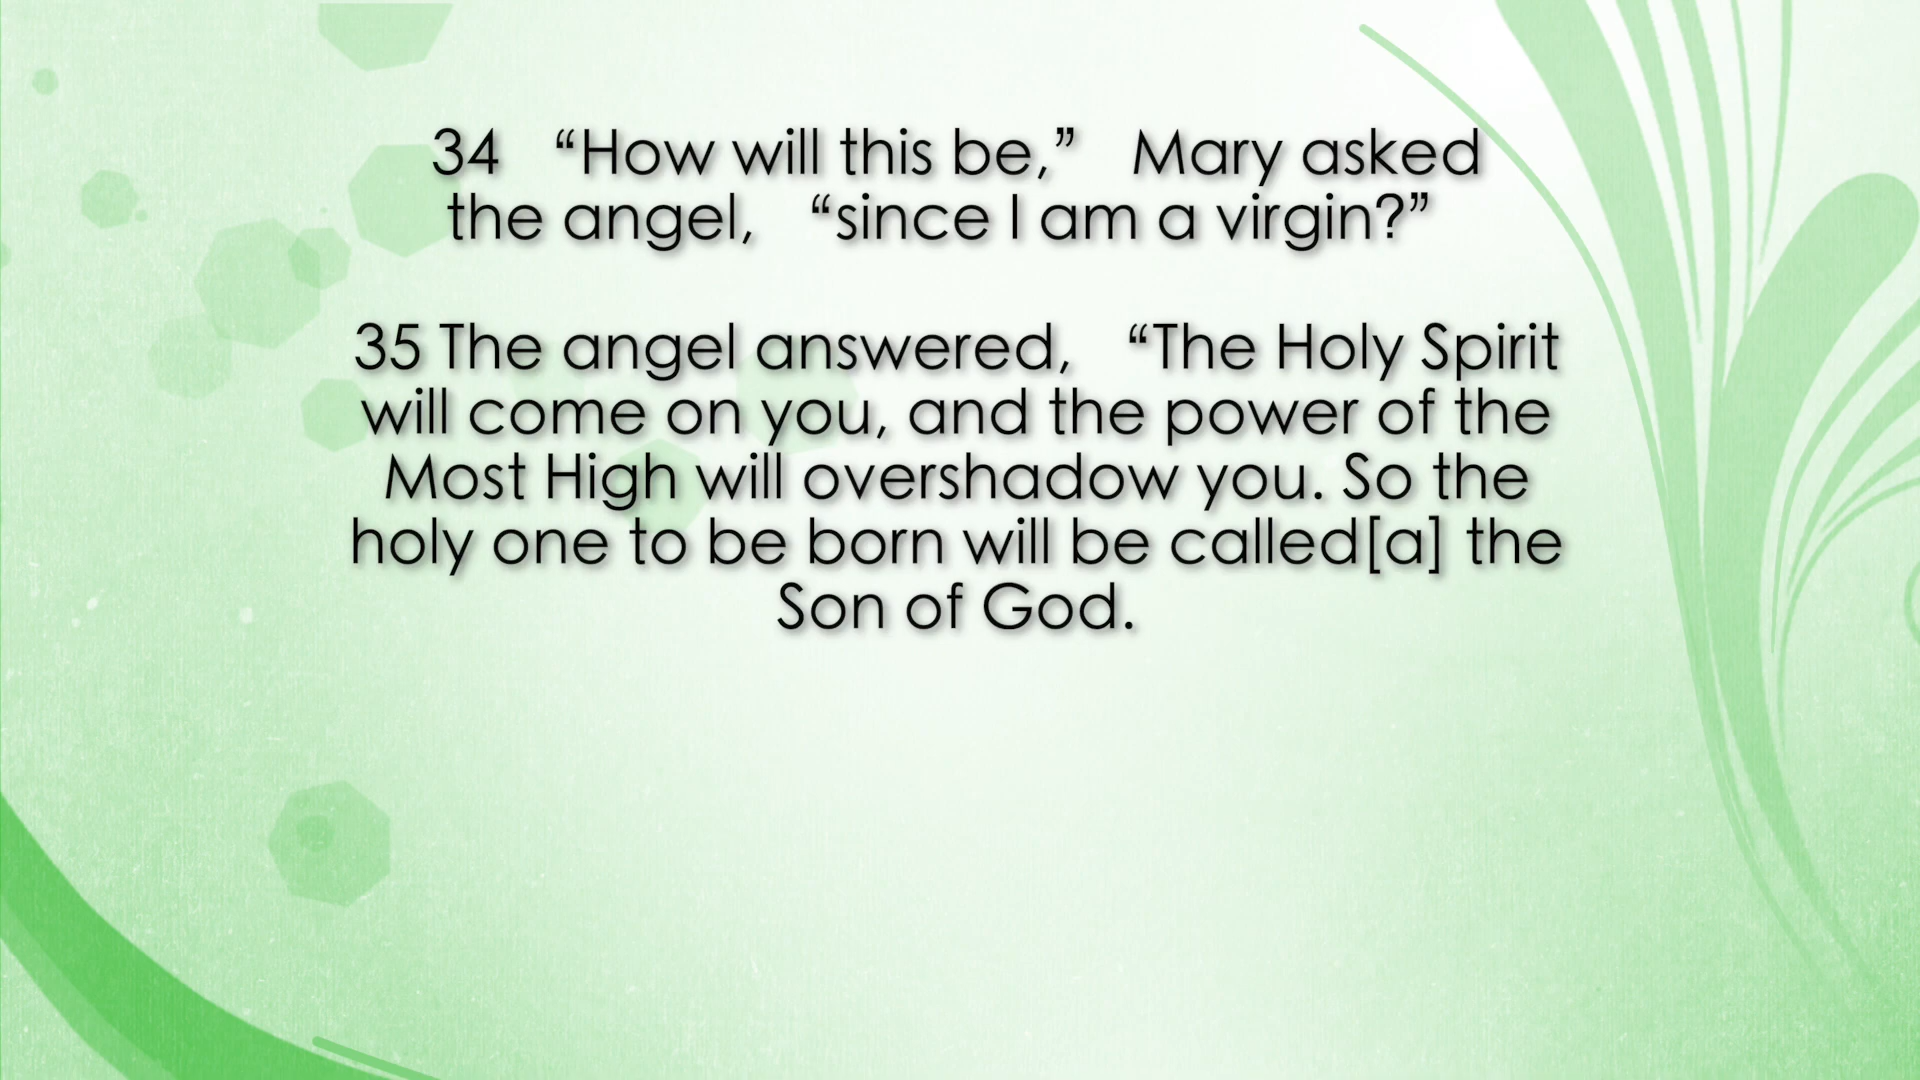 34 “How will this be,” Mary asked
the angel, “since I am a virgin?”
35 The angel answered, “The Holy Spirit
will come on you, and the power of the
Most High will overshadow you. So the
holy one to be born will be called[a] the
Son of God.